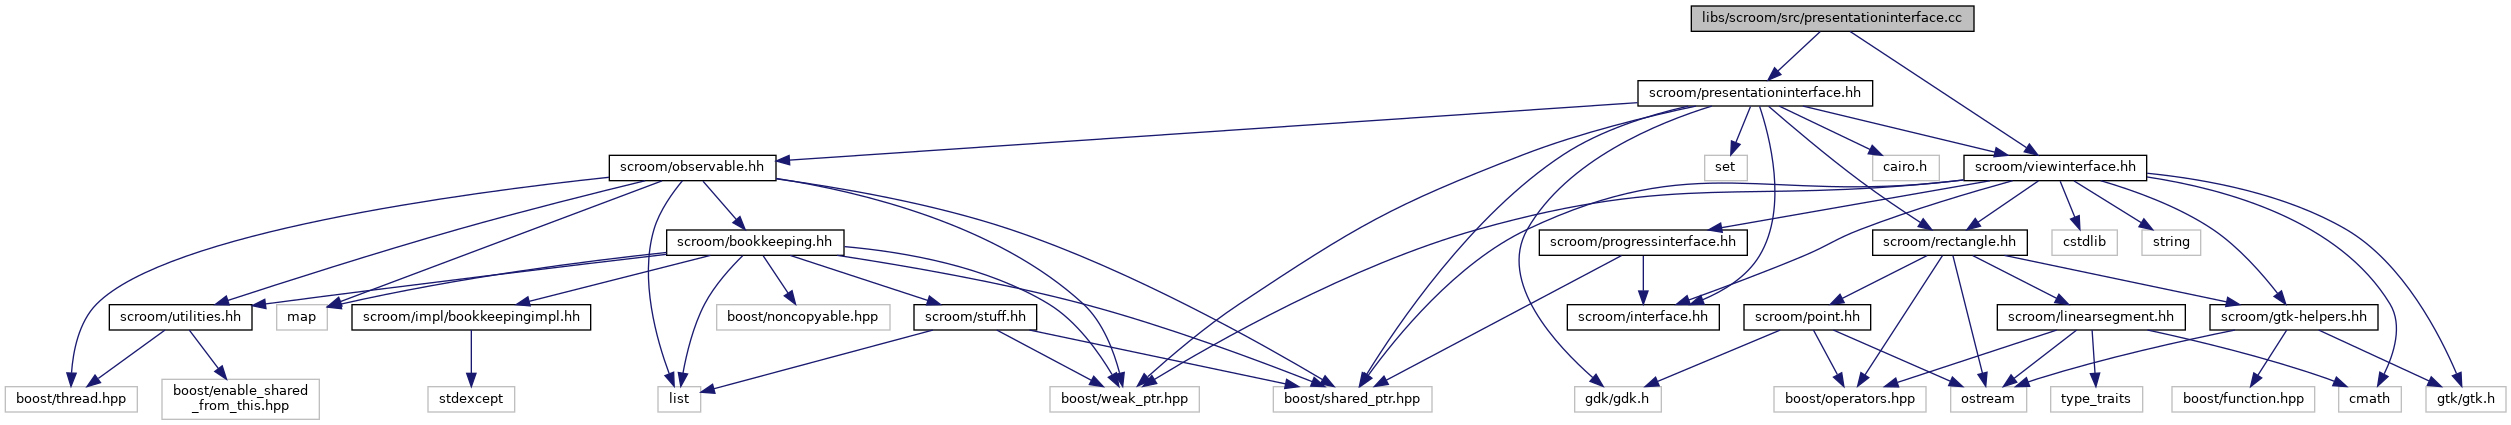 libs/scroom/src/presentationinterface.cc
scroom/presentationinterface.hh
scroom/observable.hh
set
cairo.h
scroom/viewinterface.hh
scroom/bookkeeping.hh
scroom/progressinterface.hh
scroom/rectangle.hh
cstdlib
string
scroom/utilities.hh
map
scroom/impl/bookkeepingimpl.hh
boost/noncopyable.hpp
scroom/stuff.hh
scroom/interface.hh
scroom/point.hh
scroom/linearsegment.hh
scroom/gtk-helpers.hh
boost/thread.hpp
boost/enable_shared
_from_this.hpp
stdexcept
list
boost/weak_ptr.hpp
boost/shared_ptr.hpp
gdk/gdk.h
boost/operators.hpp
ostream
type_traits
boost/function.hpp
cmath
gtk/gtk.h